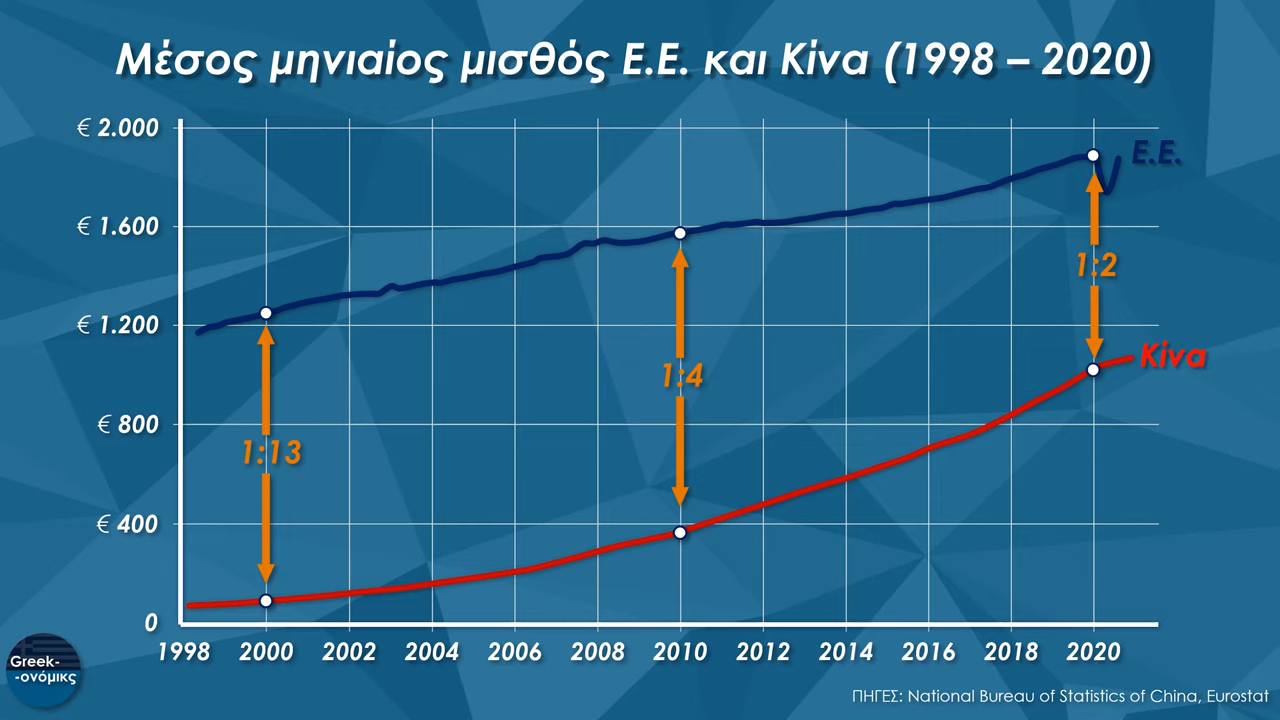 Μέσος μηνιαίος μισθός Ε.Ε. και Κίνα (1998 – 2020)
€ 2.000
Ε.Ε.
€ 1.600
1:2
€ 1.200
Κίνα
1:4
€ 800
1:13
€ 400
0
1998 2000 2002 2004 2006 2008 2010 2012 2014 2016 2018 2020
Greek-
-ονόμικς
ΠΗΓΕΣ: National Bureau of Statistics of China, Eurostat